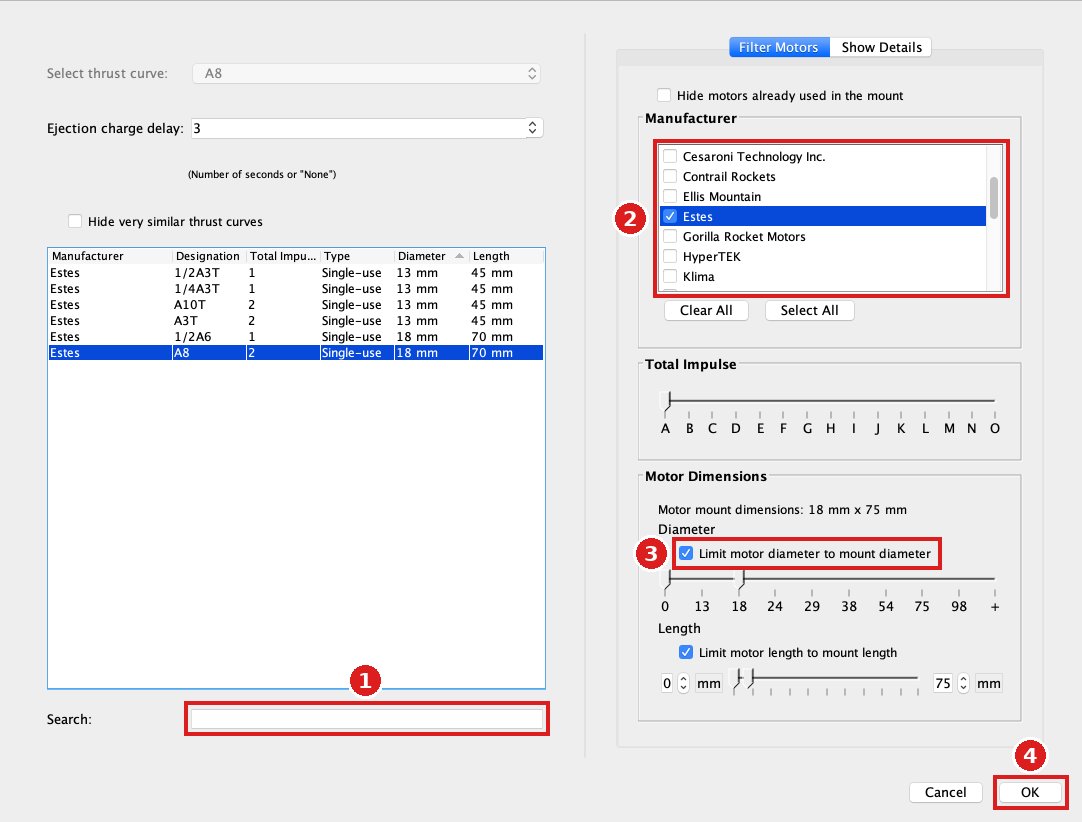 Select thrust curve: A8
Ejection charge delay: 3
(Number of seconds or "None")
Hide very similar thrust curves
Manufacturer Designation Total Impu... Type Diameter Length
Estes 1/2A3T 1 Single-use 13 mm 45 mm
Estes 1/4A3T 1 Single-use 13 mm 45 mm
Estes A10T 2 Single-use 13 mm 45 mm
Estes A3T 2 Single-use 13 mm 45 mm
Estes 1/2A6 1 Single-use 18 mm 70 mm
Estes A8 2 Single-use 18 mm 70 mm
1
Search:
Filter Motors Show Details
Hide motors already used in the mount
Manufacturer
Cesaroni Technology Inc.
Contrail Rockets
Ellis Mountain
2 Estes
Gorilla Rocket Motors
HyperTEK
Klima
Clear All Select All
Total Impulse
A B C D E F G H I J K L M N O
Motor Dimensions
Motor mount dimensions: 18 mm x 75 mm
Diameter
3 Limit motor diameter to mount diameter
0 13 18 24 29 38 54 75 98 +
Length
Limit motor length to mount length
0 mm 75 mm
4
Cancel OK